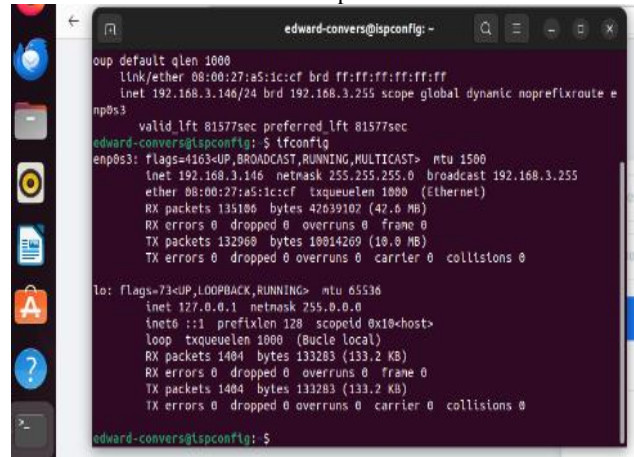 edward-convers@ispconfig: ~
oup default qlen 1000
link/ether 08:00:27:a5:1c:cf brd ff:ff:ff:ff:ff:ff
inet 192.168.3.146/24 brd 192.168.3.255 scope global dynamic noprefixroute e
np0s3
valid_lft 81577sec preferred_lft 81577sec
edward-convers@ispconfig:~$ ifconfig
enp0s3: flags=4163<UP,BROADCAST,RUNNING,MULTICAST> mtu 1500
inet 192.168.3.146 netmask 255.255.255.0 broadcast 192.168.3.255
ether 08:00:27:a5:1c:cf txqueuelen 1000 (Ethernet)
RX packets 135106 bytes 42639102 (42.6 MB)
RX errors 0 dropped 0 overruns 0 frame 0
TX packets 132960 bytes 10014269 (10.0 MB)
TX errors 0 dropped 0 overruns 0 carrier 0 collisions 0
lo: flags=73<UP,LOOPBACK,RUNNING> mtu 65536
inet 127.0.0.1 netmask 255.0.0.0
inet6 ::1 prefixlen 128 scopeid 0x10<host>
loop txqueuelen 1000 (Bucle local)
RX packets 1404 bytes 133283 (133.2 KB)
RX errors 0 dropped 0 overruns 0 frame 0
TX packets 1404 bytes 133283 (133.2 KB)
TX errors 0 dropped 0 overruns 0 carrier 0 collisions 0
edward-convers@ispconfig:~$